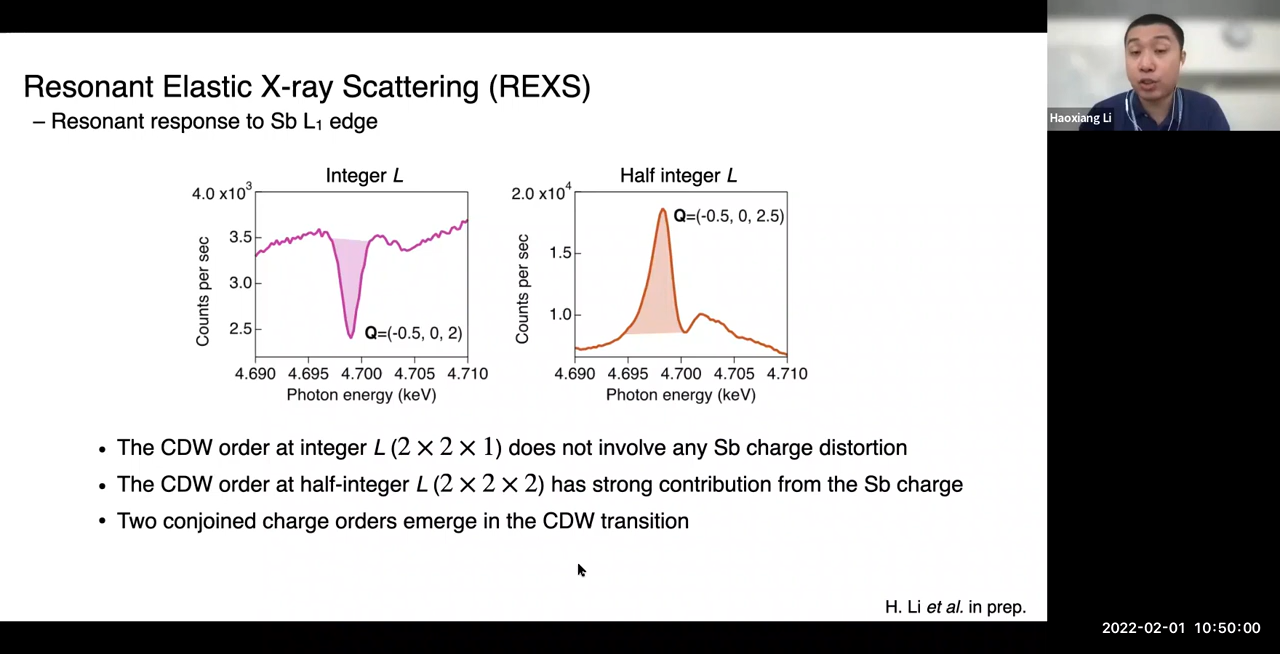 Resonant Elastic X-ray Scattering (REXS)
– Resonant response to Sb L₁ edge
Haoxiang Li
Integer L
4.0 x10³
3.5
3.0
2.5
Counts per sec
Q=(-0.5, 0, 2)
4.690 4.695 4.700 4.705 4.710
Photon energy (keV)
Half integer L
2.0 x10⁴
1.5
1.0
Counts per sec
Q=(-0.5, 0, 2.5)
4.690 4.695 4.700 4.705 4.710
Photon energy (keV)
• The CDW order at integer L (2 × 2 × 1) does not involve any Sb charge distortion
• The CDW order at half-integer L (2 × 2 × 2) has strong contribution from the Sb charge
• Two conjoined charge orders emerge in the CDW transition
H. Li et al. in prep.
2022-02-01 10:50:00